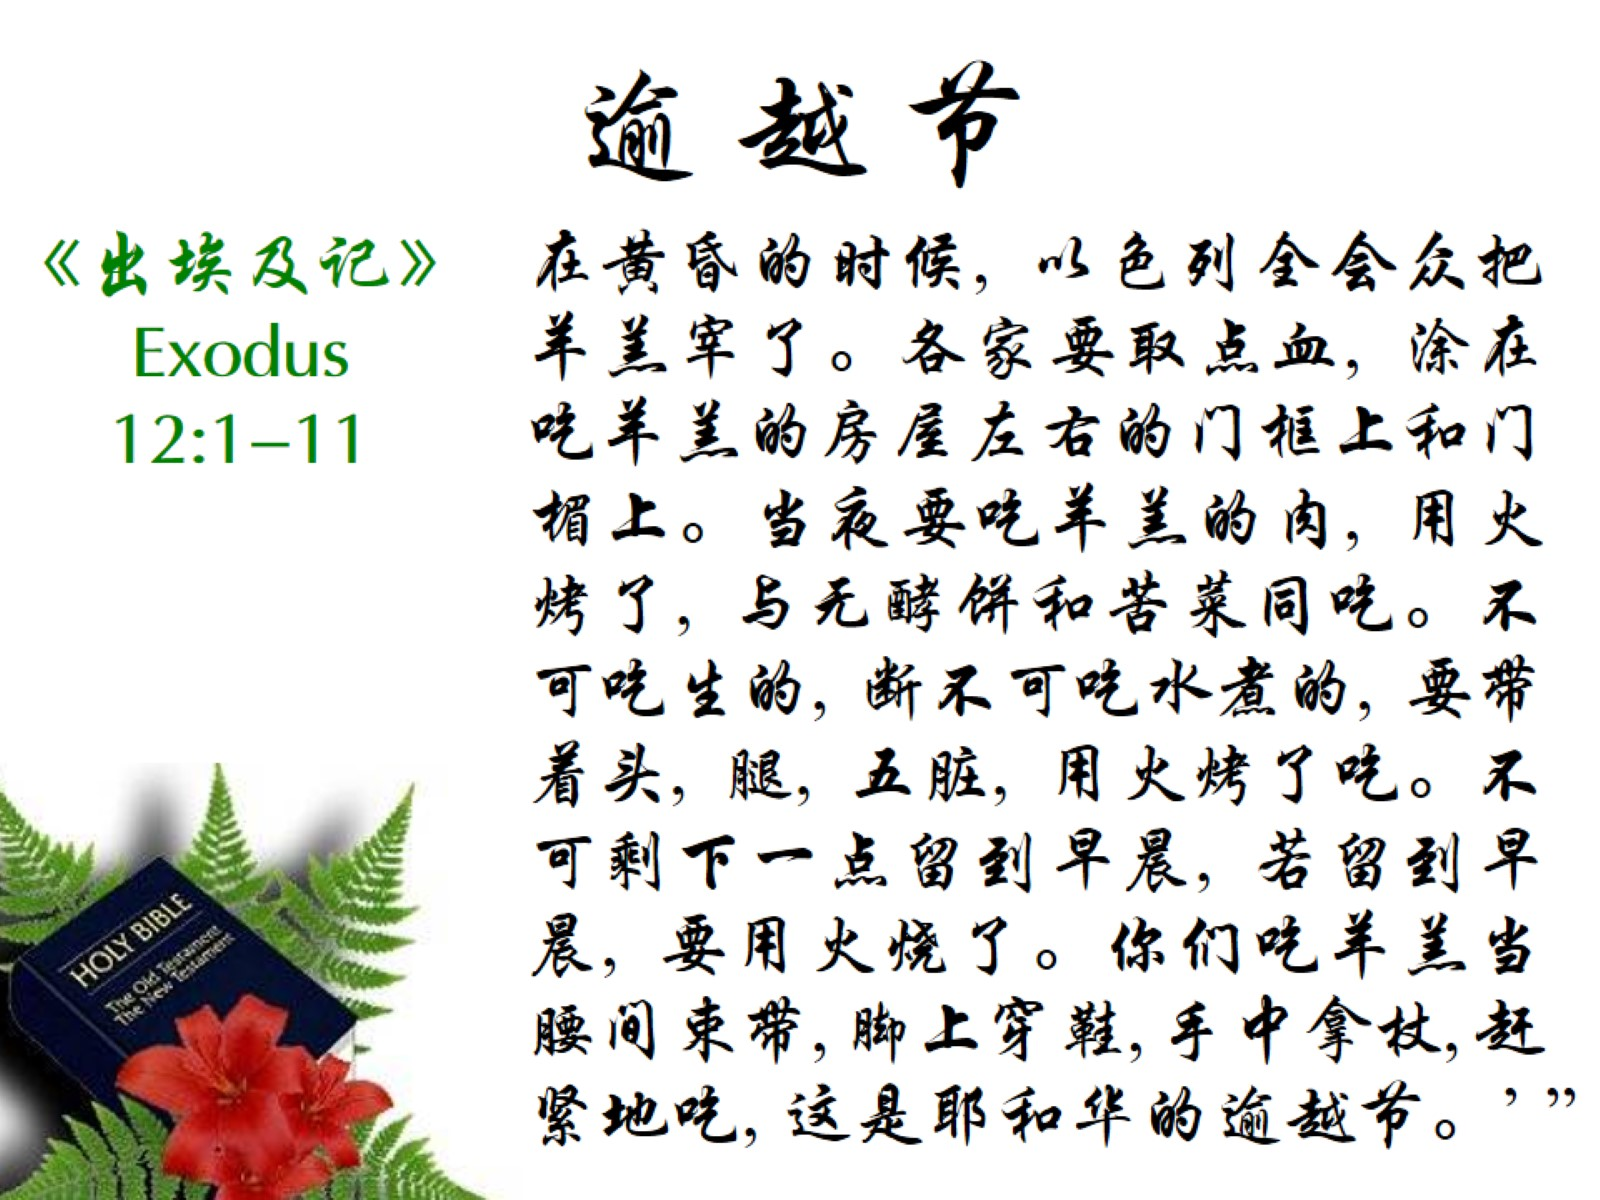 逾越节
《出埃及记》
Exodus
12:1–11
在黄昏的时候，以色列全会众把
羊羔宰了。各家要取点血，涂在
吃羊羔的房屋左右的门框上和门
楣上。当夜要吃羊羔的肉，用火
烤了，与无酵饼和苦菜同吃。不
可吃生的，断不可吃水煮的，要带
着头，腿，五脏，用火烤了吃。不
可剩下一点留到早晨，若留到早
晨，要用火烧了。你们吃羊羔当
腰间束带，脚上穿鞋，手中拿杖，赶
紧地吃，这是耶和华的逾越节。’”
HOLY BIBLE
The Old Testament
The New Testament